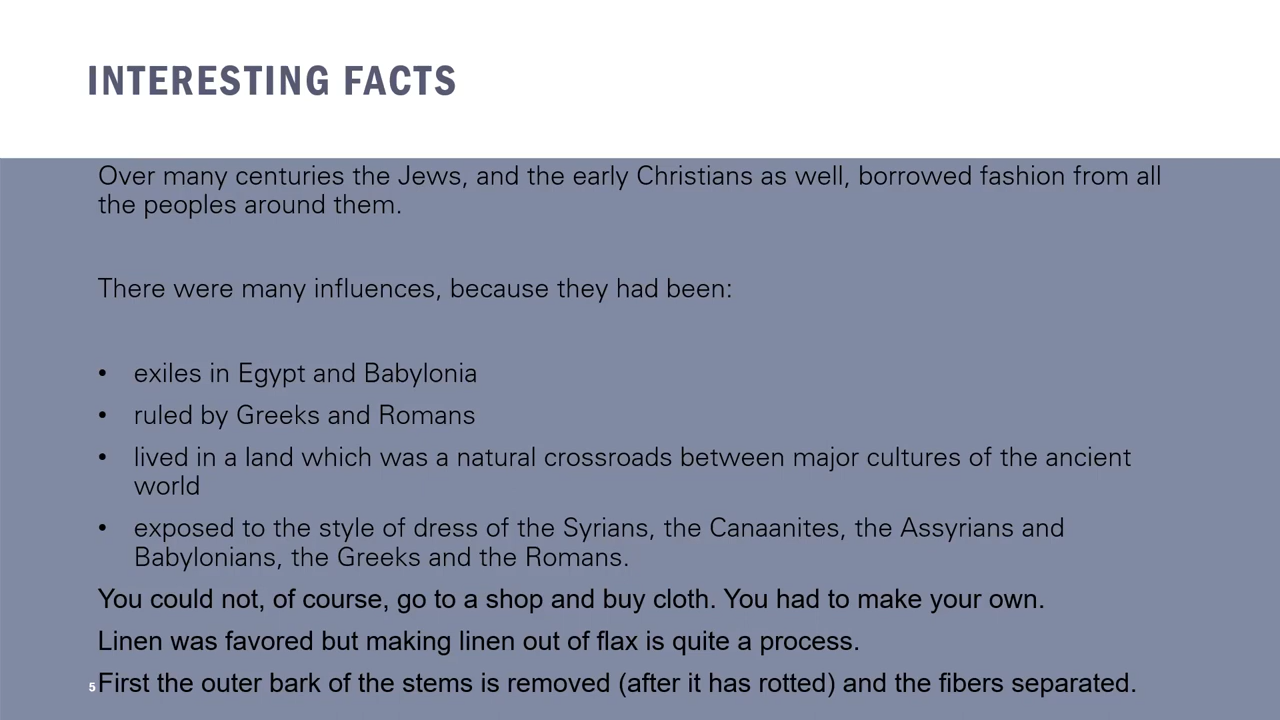 INTERESTING FACTS
Over many centuries the Jews, and the early Christians as well, borrowed fashion from all
the peoples around them.
There were many influences, because they had been:
• exiles in Egypt and Babylonia
• ruled by Greeks and Romans
• lived in a land which was a natural crossroads between major cultures of the ancient
world
• exposed to the style of dress of the Syrians, the Canaanites, the Assyrians and
Babylonians, the Greeks and the Romans.
You could not, of course, go to a shop and buy cloth. You had to make your own.
Linen was favored but making linen out of flax is quite a process.
5 First the outer bark of the stems is removed (after it has rotted) and the fibers separated.